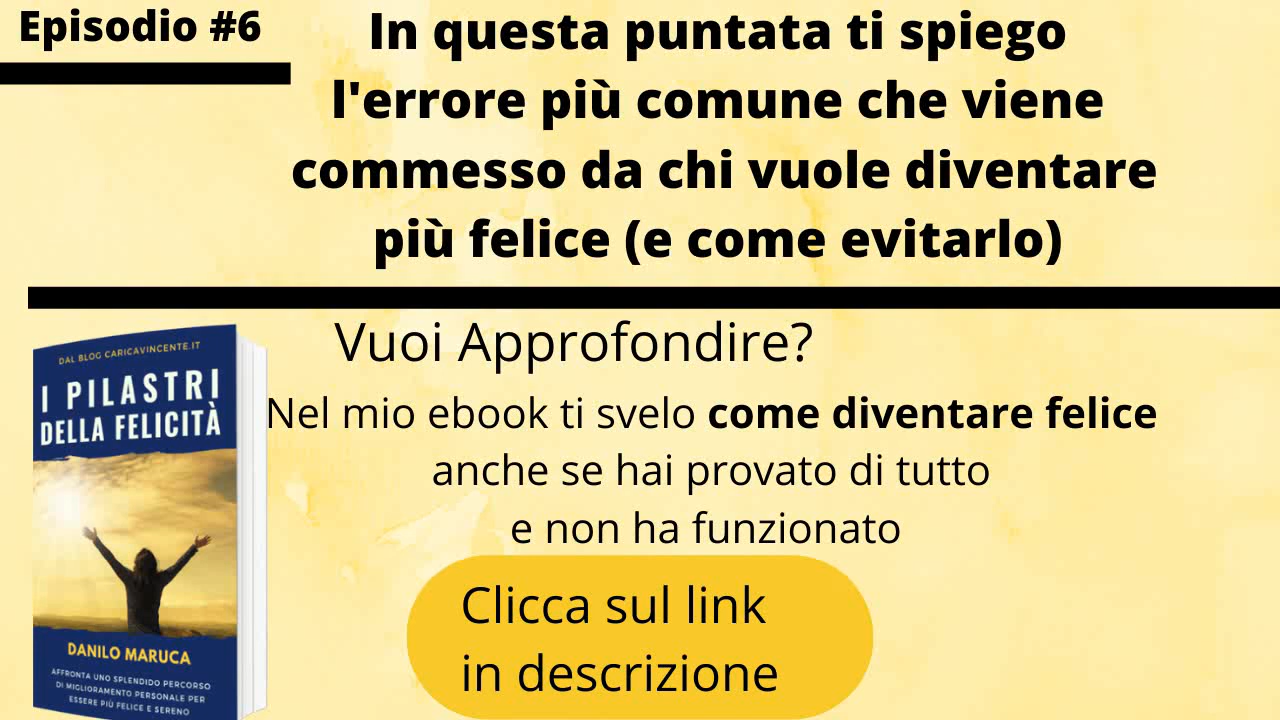 Episodio #6
In questa puntata ti spiego
l'errore più comune che viene
commesso da chi vuole diventare
più felice (e come evitarlo)
DAL BLOG CARICAVINCENTE.IT
I PILASTRI
DELLA FELICITÀ
DANILO MARUCA
AFFRONTA UNO SPLENDIDO PERCORSO
DI MIGLIORAMENTO PERSONALE PER
ESSERE PIÙ FELICE E SERENO
Vuoi Approfondire?
Nel mio ebook ti svelo come diventare felice
anche se hai provato di tutto
e non ha funzionato
Clicca sul link
in descrizione